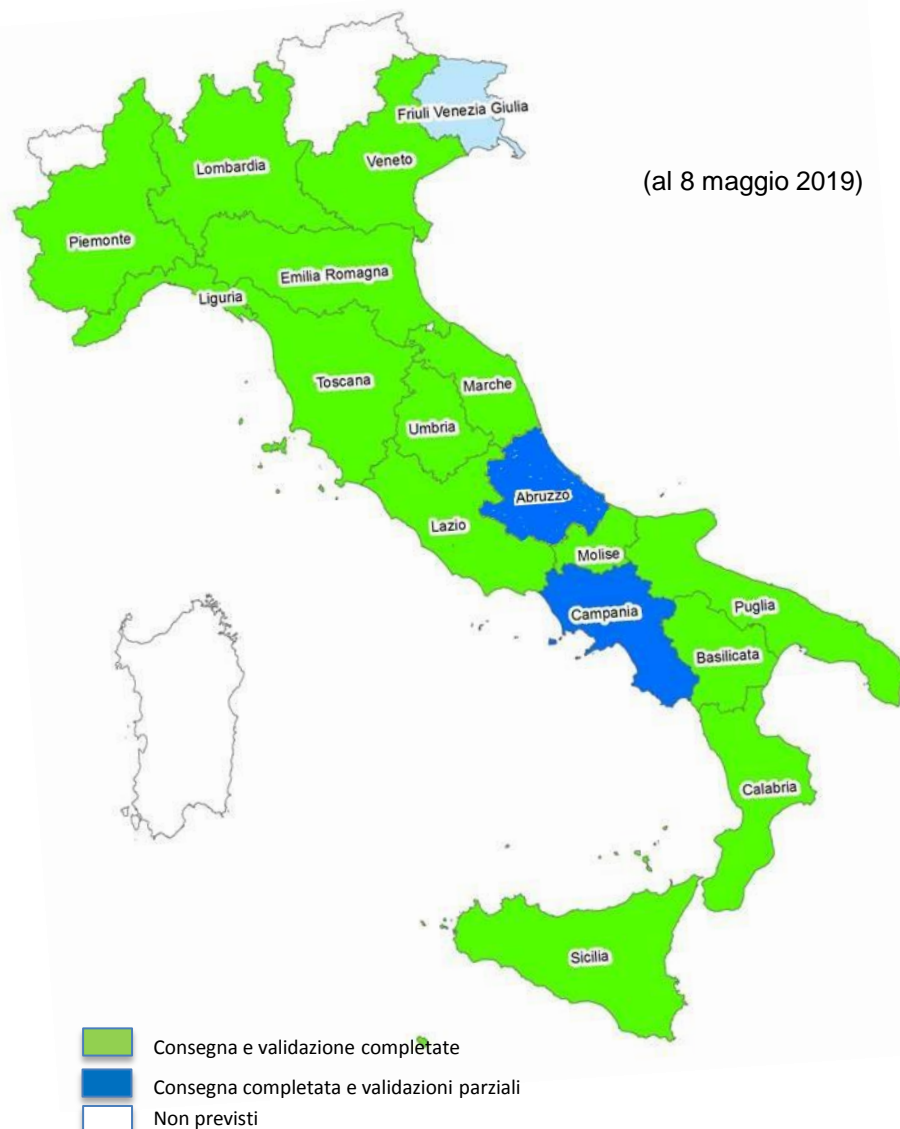 Friuli Venezia Giulia
Lombardia
Veneto
(al 8 maggio 2019)
Piemonte
Emilia Romagna
Liguria
Toscana
Marche
Umbria
Abruzzo
Lazio
Molise
Campania
Puglia
Basilicata
Calabria
Sicilia
Consegna e validazione completate
Consegna completata e validazioni parziali
Non previsti